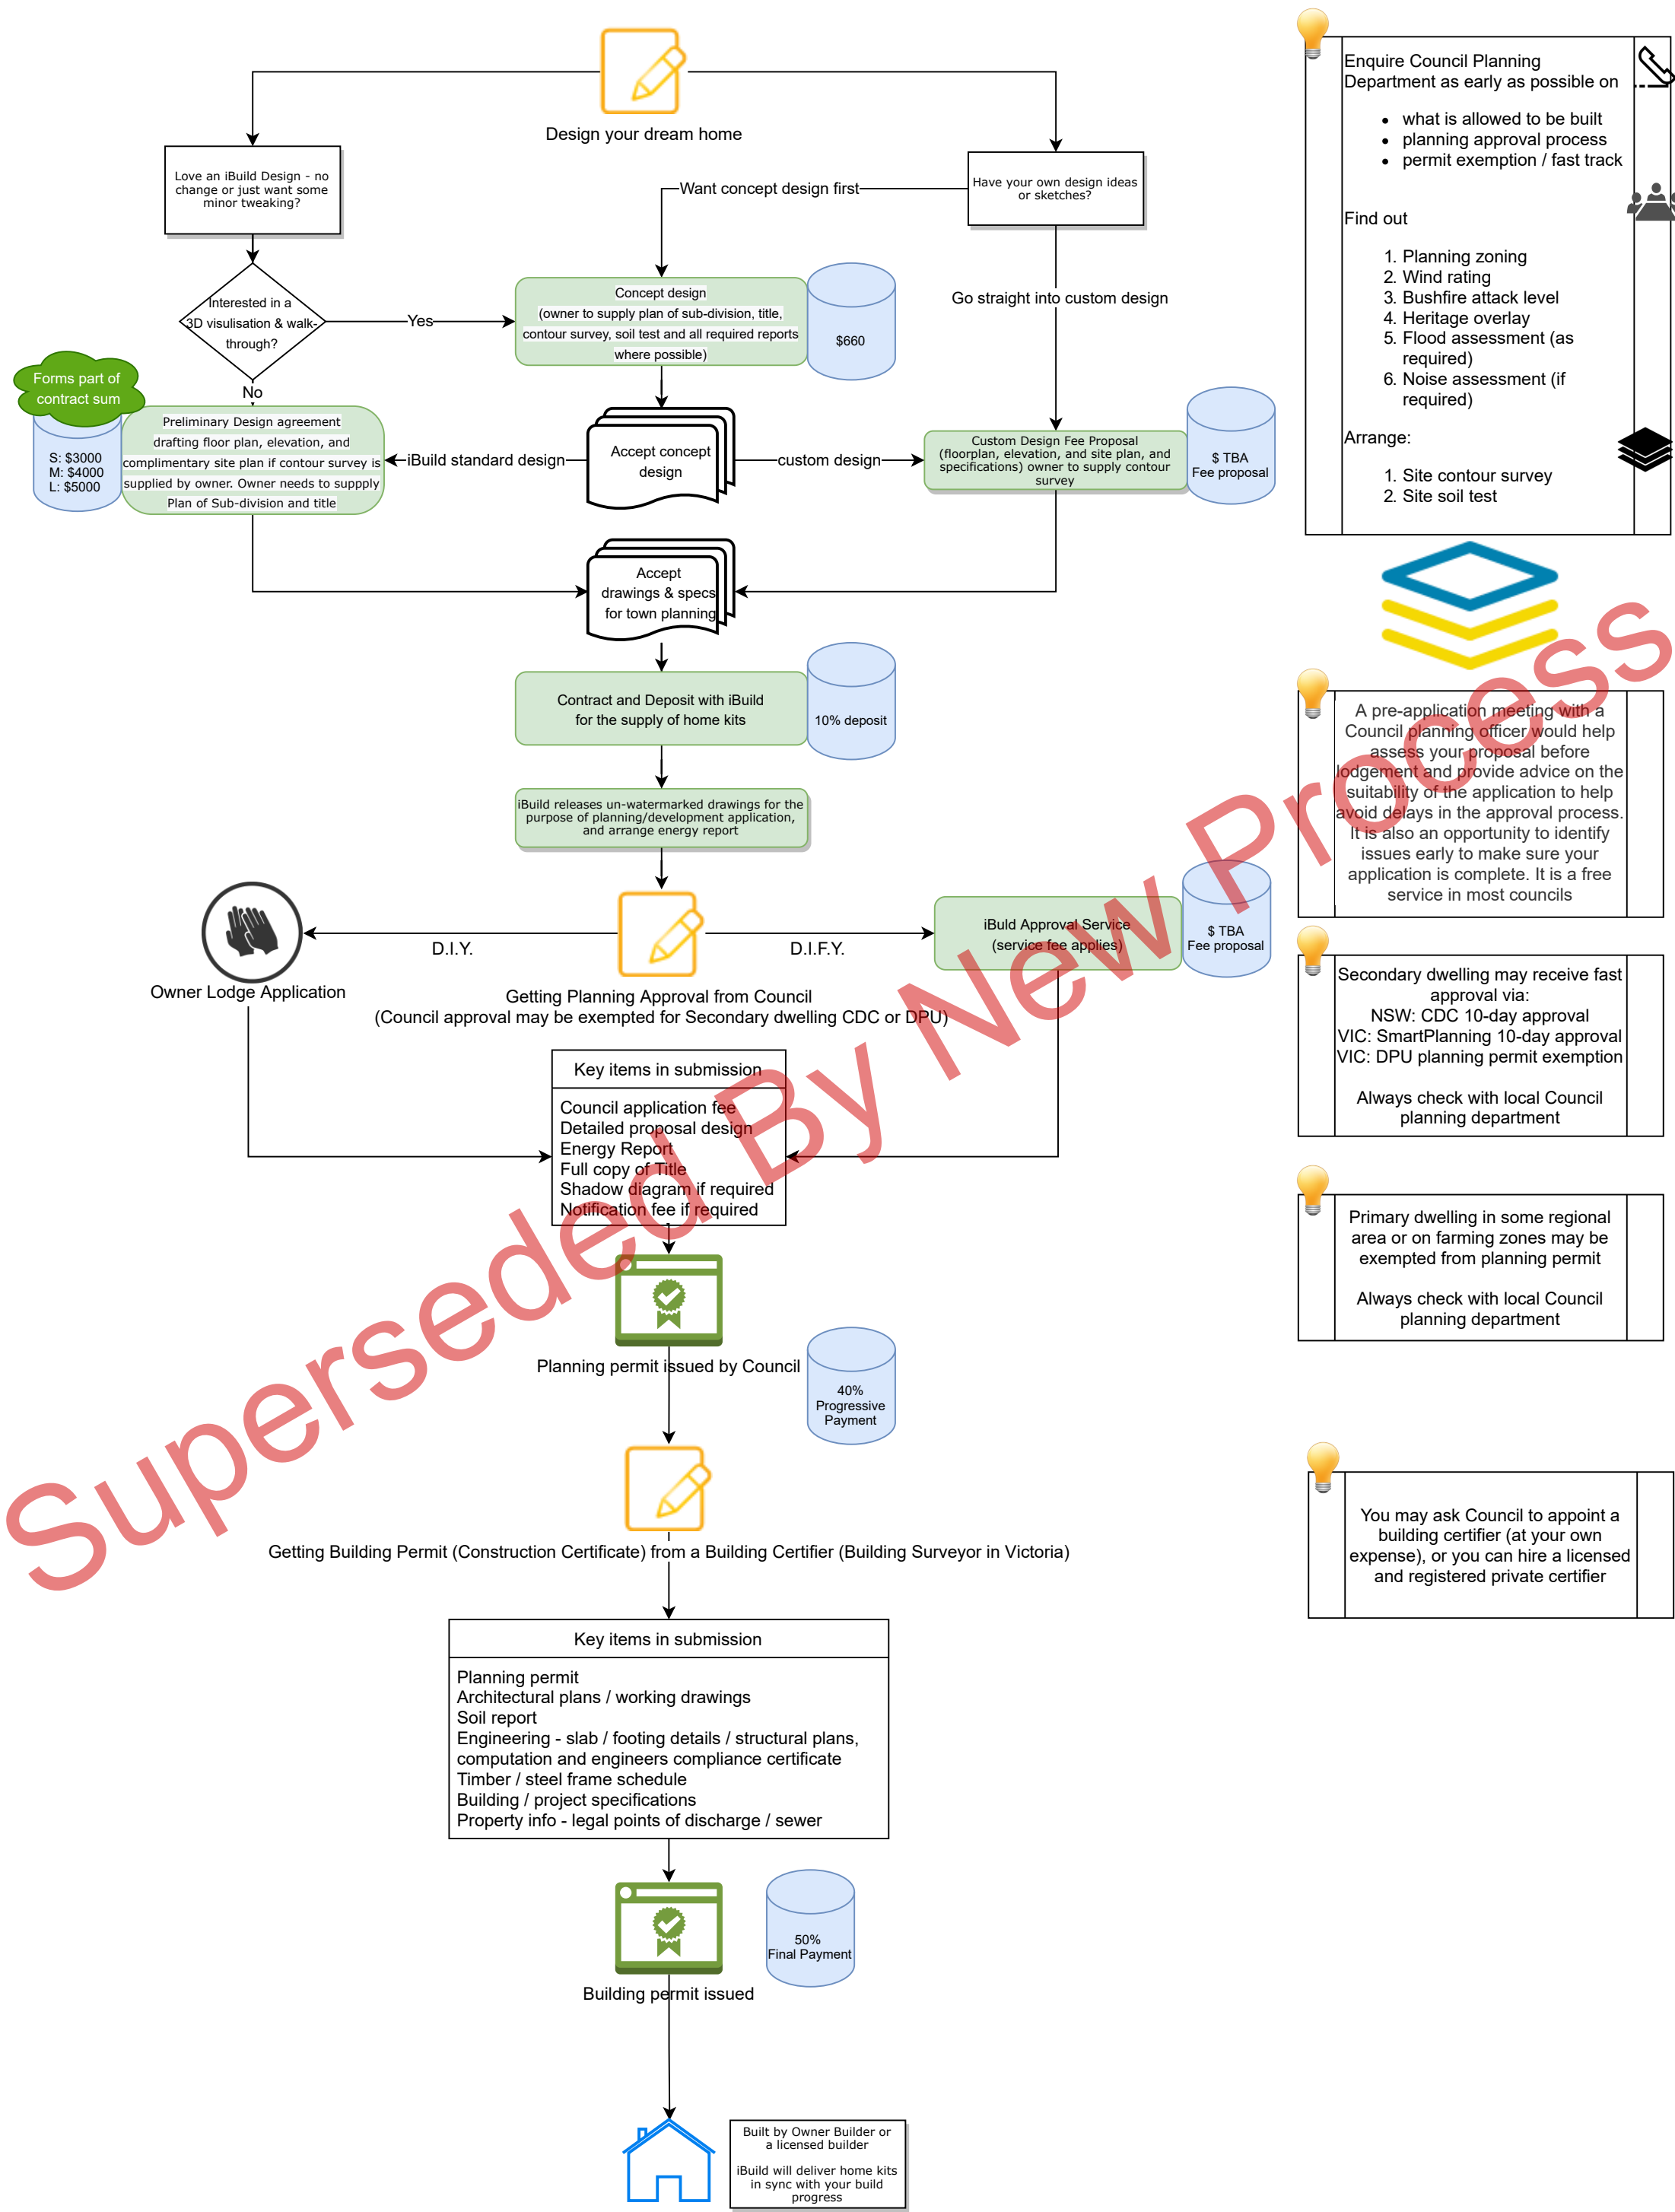 Design your dream home
Love an iBuild Design - no
change or just want some
minor tweaking?
Have your own design ideas
or sketches?
Want concept design first
Go straight into custom design
Interested in a
3D visulisation & walk-
through?
Yes
No
Concept design
(owner to supply plan of sub-division, title,
contour survey, soil test and all required reports
where possible)
$660
Forms part of
contract sum
S: $3000
M: $4000
L: $5000
Preliminary Design agreement
drafting floor plan, elevation, and
complimentary site plan if contour survey is
supplied by owner. Owner needs to suppply
Plan of Sub-division and title
iBuild standard design
Accept concept
design
custom design
Custom Design Fee Proposal
(floorplan, elevation, and site plan, and
specifications) owner to supply contour
survey
$ TBA
Fee proposal
Accept
drawings & specs
for town planning
Contract and Deposit with iBuild
for the supply of home kits
10% deposit
iBuild releases un-watermarked drawings for the
purpose of planning/development application,
and arrange energy report
D.I.Y.
D.I.F.Y.
Owner Lodge Application
iBuld Approval Service
(service fee applies)
$ TBA
Fee proposal
Getting Planning Approval from Council
(Council approval may be exempted for Secondary dwelling CDC or DPU)
Key items in submission
Council application fee
Detailed proposal design
Energy Report
Full copy of Title
Shadow diagram if required
Notification fee if required
Planning permit issued by Council
40%
Progressive
Payment
Getting Building Permit (Construction Certificate) from a Building Certifier (Building Surveyor in Victoria)
Key items in submission
Planning permit
Architectural plans / working drawings
Soil report
Engineering - slab / footing details / structural plans,
computation and engineers compliance certificate
Timber / steel frame schedule
Building / project specifications
Property info - legal points of discharge / sewer
Building permit issued
50%
Final Payment
Built by Owner Builder or
a licensed builder
iBuild will deliver home kits
in sync with your build
progress
Enquire Council Planning
Department as early as possible on
• what is allowed to be built
• planning approval process
• permit exemption / fast track
Find out
1. Planning zoning
2. Wind rating
3. Bushfire attack level
4. Heritage overlay
5. Flood assessment (as
required)
6. Noise assessment (if
required)
Arrange:
1. Site contour survey
2. Site soil test
A pre-application meeting with a
Council planning officer would help
assess your proposal before
lodgement and provide advice on the
suitability of the application to help
avoid delays in the approval process.
It is also an opportunity to identify
issues early to make sure your
application is complete. It is a free
service in most councils
Secondary dwelling may receive fast
approval via:
NSW: CDC 10-day approval
VIC: SmartPlanning 10-day approval
VIC: DPU planning permit exemption
Always check with local Council
planning department
Primary dwelling in some regional
area or on farming zones may be
exempted from planning permit
Always check with local Council
planning department
You may ask Council to appoint a
building certifier (at your own
expense), or you can hire a licensed
and registered private certifier
Superseded By New Process